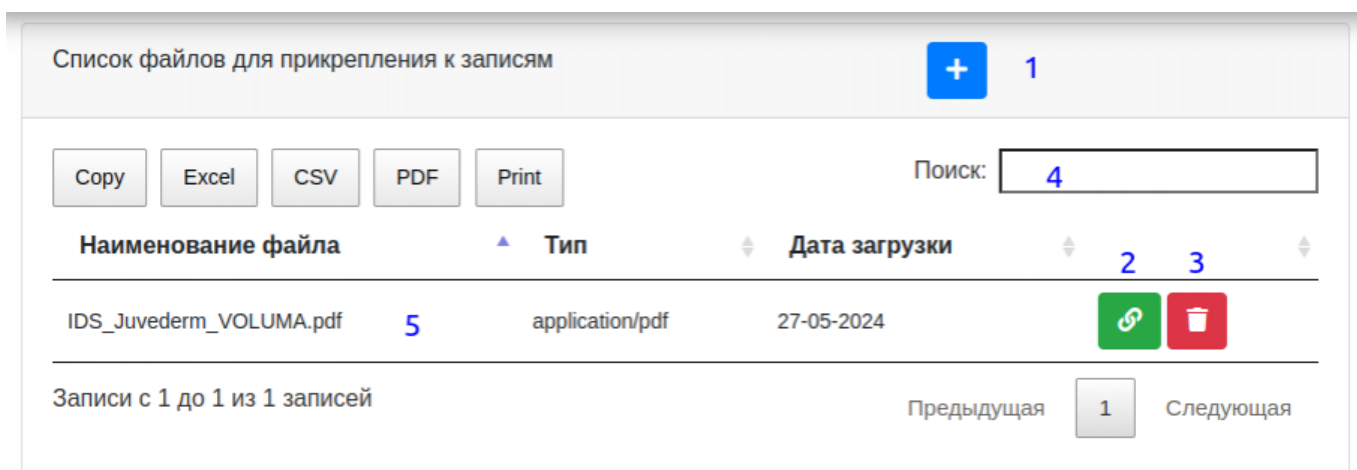 Список файлов для прикрепления к записям + 1
Copy Excel CSV PDF Print Поиск: 4
Наименование файла Тип Дата загрузки 2 3
IDS_Juvederm_VOLUMA.pdf 5 application/pdf 27-05-2024
Записи с 1 до 1 из 1 записей Предыдущая 1 Следующая